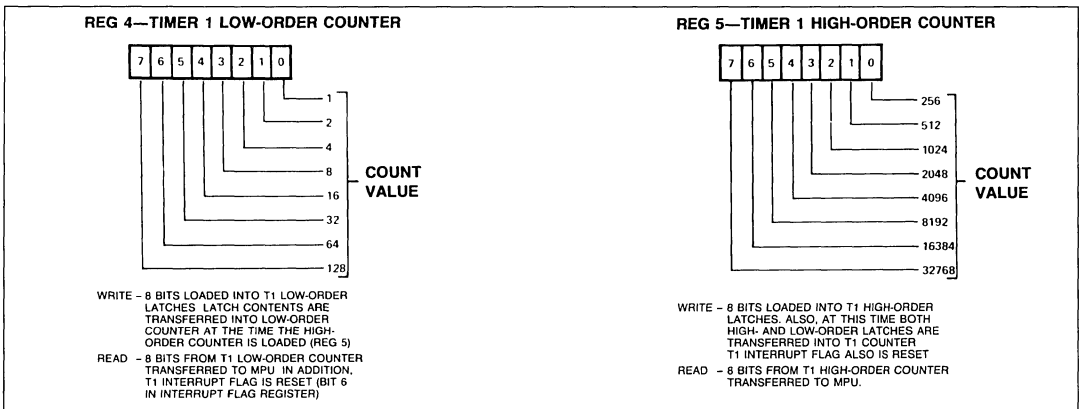 REG 4—TIMER 1 LOW-ORDER COUNTER
7 6 5 4 3 2 1 0
1
2
4
8
16
32
64
128
COUNT
VALUE
WRITE – 8 BITS LOADED INTO T1 LOW-ORDER
LATCHES LATCH CONTENTS ARE
TRANSFERRED INTO LOW-ORDER
COUNTER AT THE TIME THE HIGH-
ORDER COUNTER IS LOADED (REG 5)
READ – 8 BITS FROM T1 LOW-ORDER COUNTER
TRANSFERRED TO MPU IN ADDITION,
T1 INTERRUPT FLAG IS RESET (BIT 6
IN INTERRUPT FLAG REGISTER)
REG 5—TIMER 1 HIGH-ORDER COUNTER
7 6 5 4 3 2 1 0
256
512
1024
2048
4096
8192
16384
32768
COUNT
VALUE
WRITE – 8 BITS LOADED INTO T1 HIGH-ORDER
LATCHES. ALSO, AT THIS TIME BOTH
HIGH- AND LOW-ORDER LATCHES ARE
TRANSFERRED INTO T1 COUNTER
T1 INTERRUPT FLAG ALSO IS RESET
READ – 8 BITS FROM T1 HIGH-ORDER COUNTER
TRANSFERRED TO MPU.